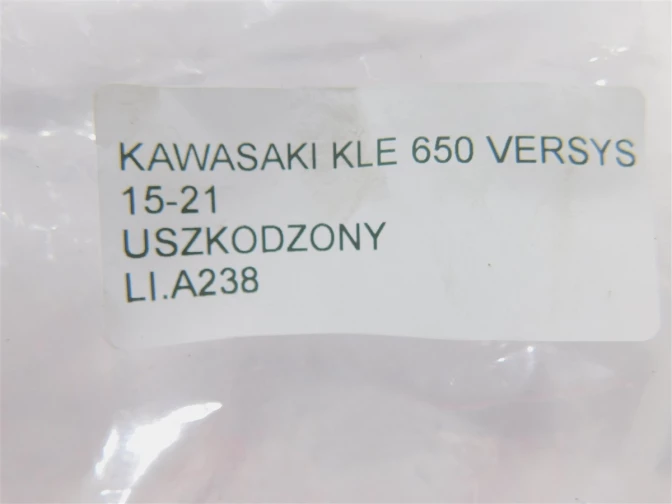 KAWASAKI KLE 650 VERSYS
15-21
USZKODZONY
LI.A238